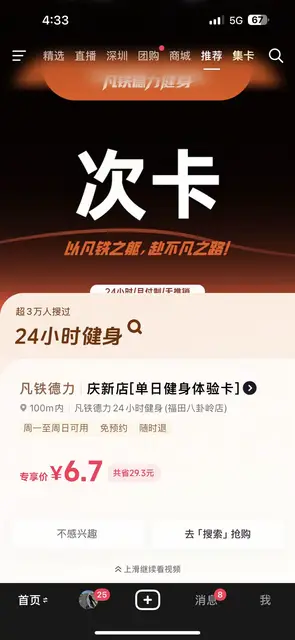 4:33
5G
67
精选 直播 深圳 团购 商城 推荐 集卡
凡铁德力健身
次卡
以凡铁之躯，赴不凡之路！
24小时/月付制/无推销
超3万人搜过
24小时健身
凡铁德力 庆新店[单日健身体验卡]
100m内 凡铁德力24小时健身(福田八卦岭店)
周一至周日可用 免预约 随时退
专享价 ¥6.7 共省29.3元
不感兴趣 去「搜索」抢购
上滑继续看视频
首页 25 消息 8 我